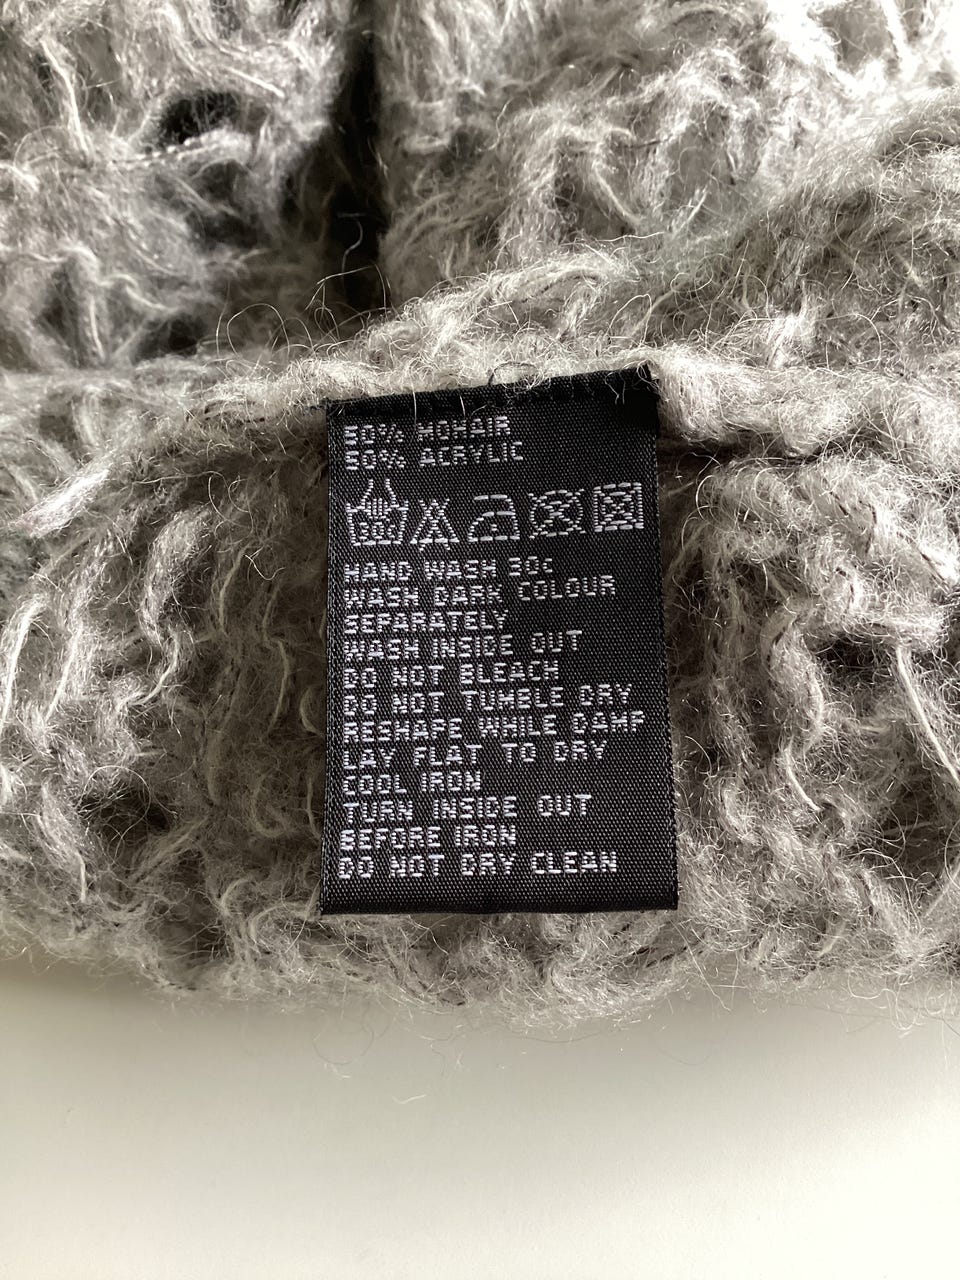 50% MOHAIR
50% ACRYLIC
30
HAND WASH 30c
WASH DARK COLOUR
SEPARATELY
WASH INSIDE OUT
DO NOT BLEACH
DO NOT TUMBLE DRY
RESHAPE WHILE DAMP
LAY FLAT TO DRY
COOL IRON
TURN INSIDE OUT
BEFORE IRON
DO NOT DRY CLEAN